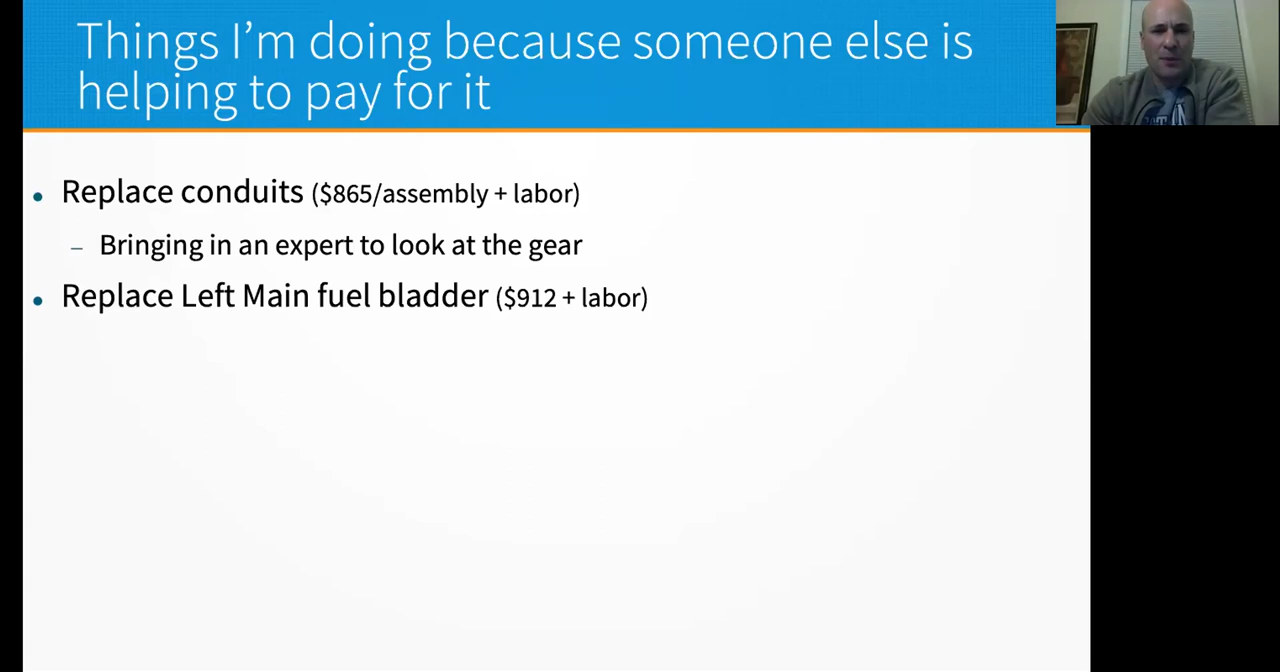 Things I’m doing because someone else is
helping to pay for it
• Replace conduits ($865/assembly + labor)
– Bringing in an expert to look at the gear
• Replace Left Main fuel bladder ($912 + labor)